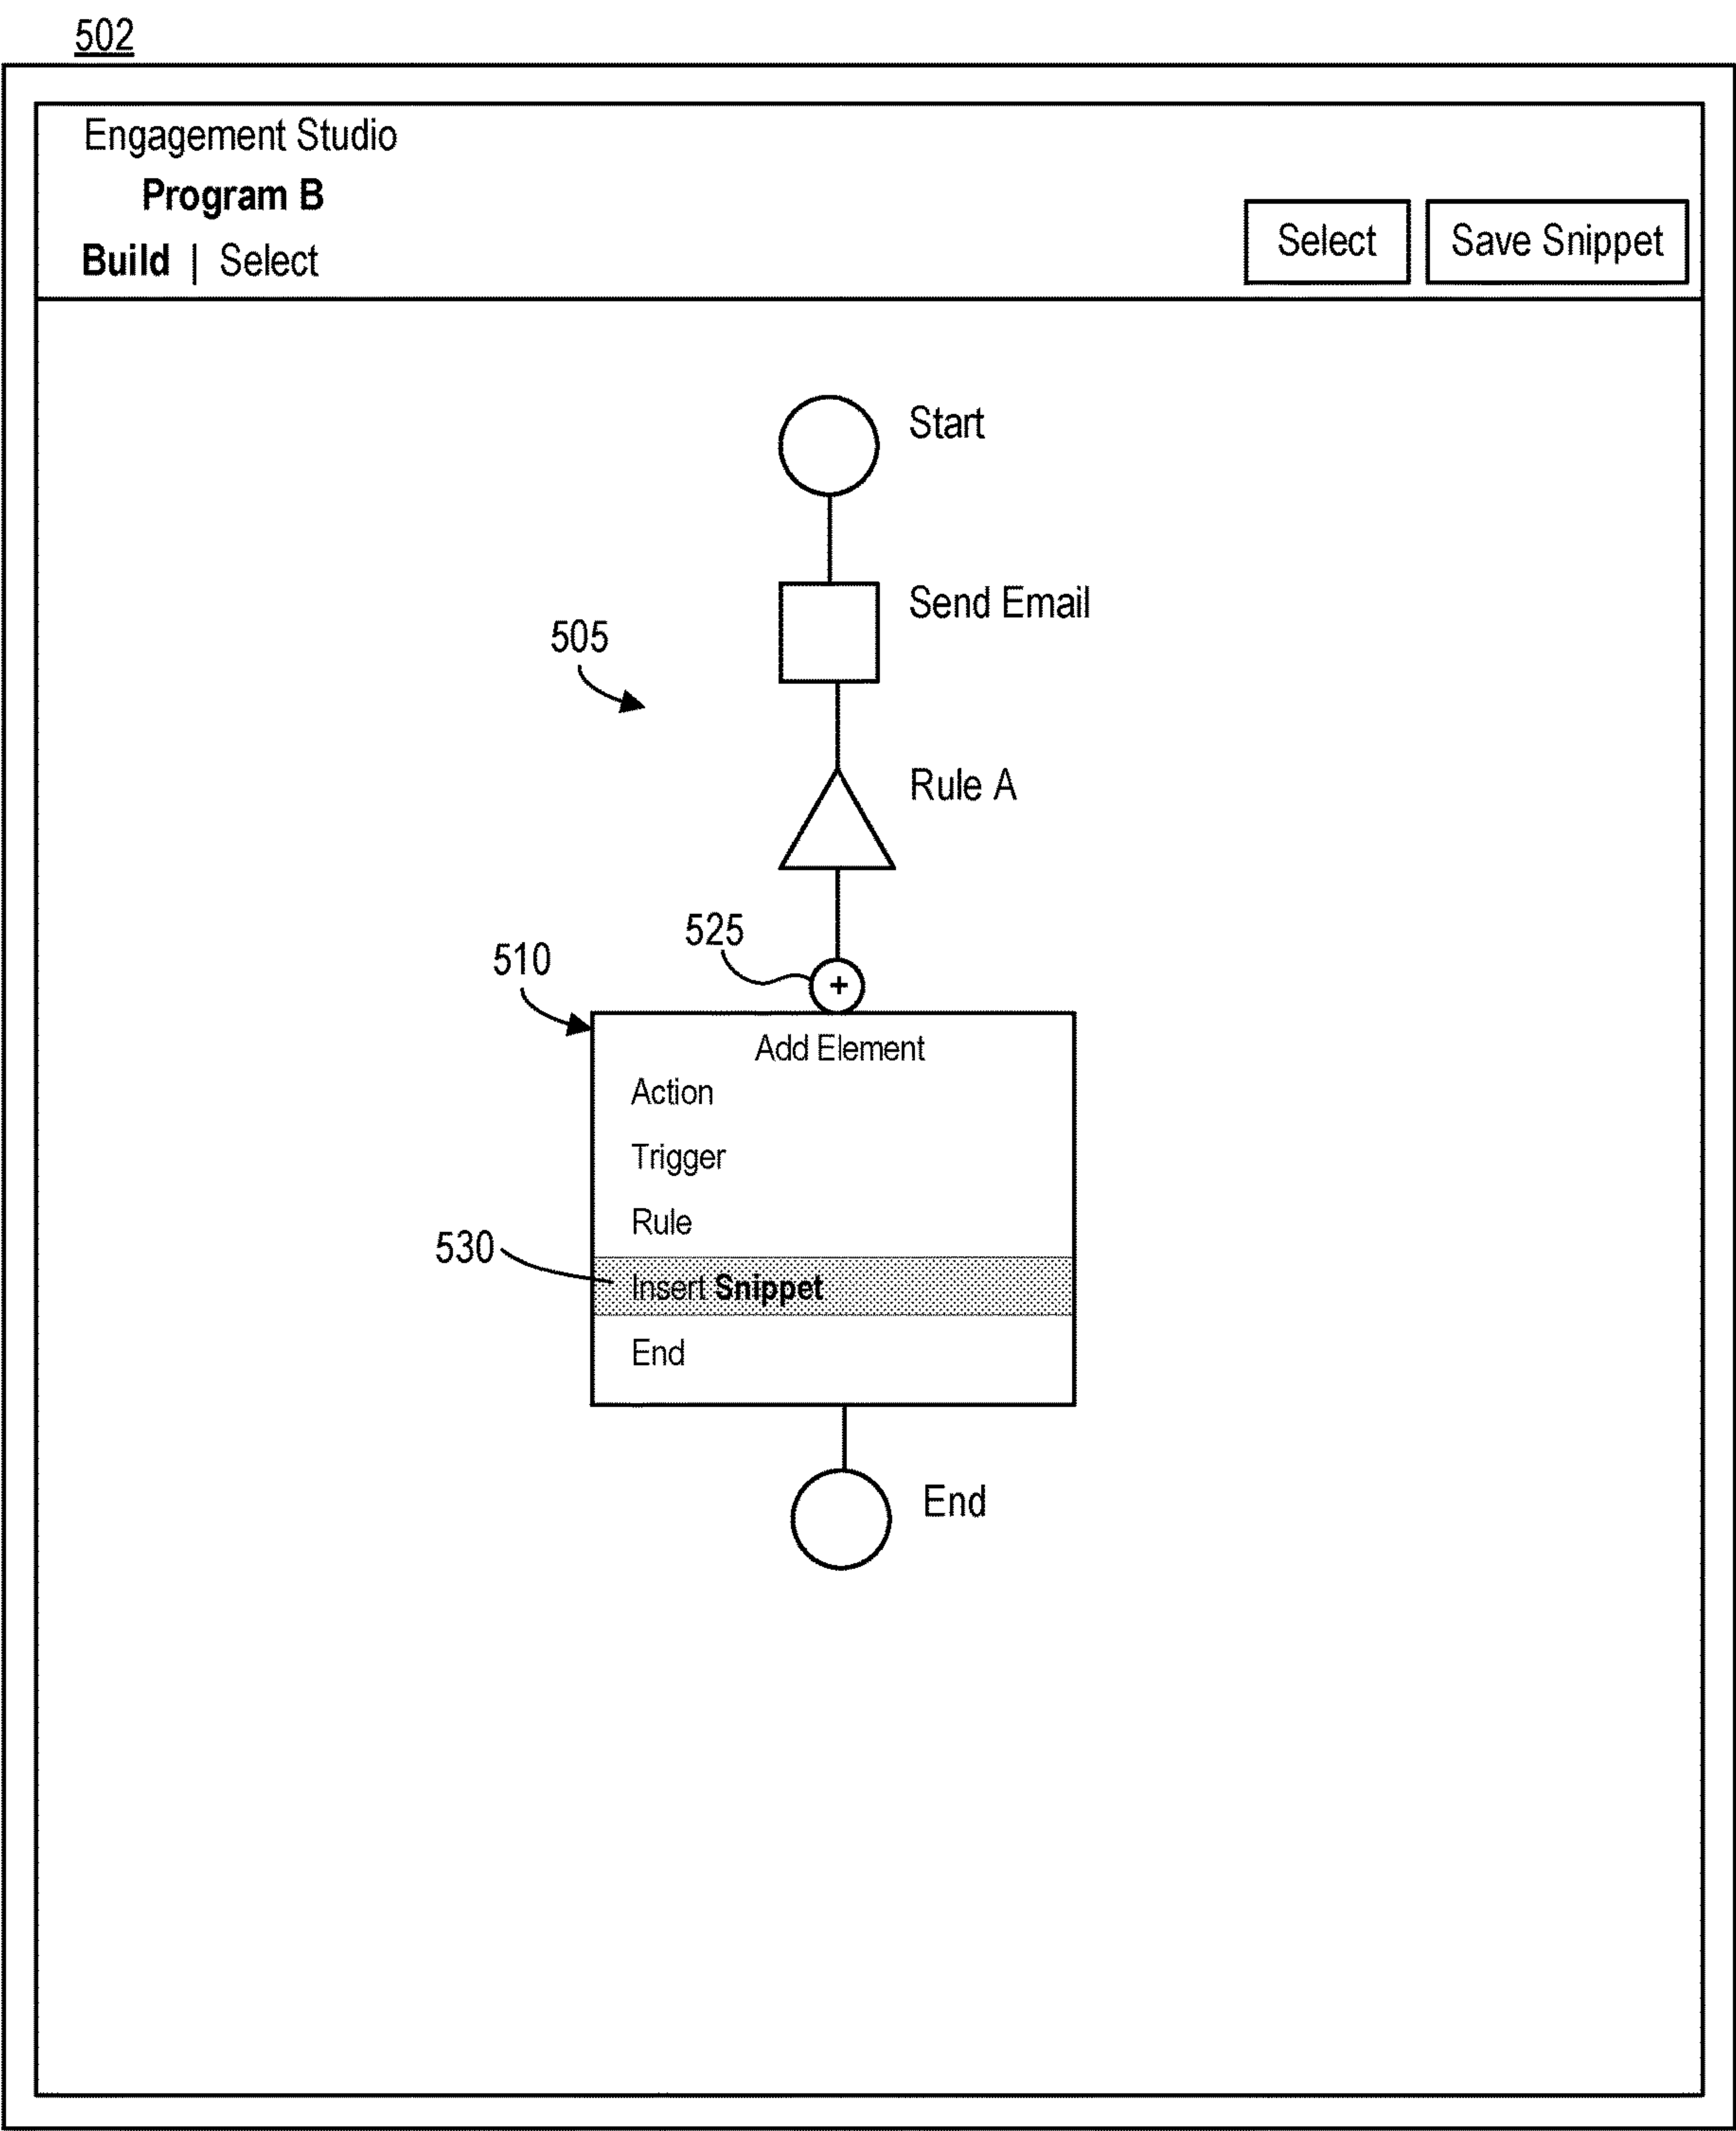 502
Engagement Studio
Program B
Build | Select
Select
Save Snippet
Start
Send Email
505
Rule A
525
510
+
Add Element
Action
Trigger
Rule
530
Insert Snippet
End
End